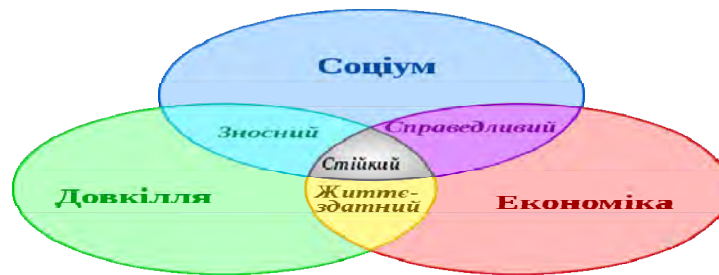 Соціум
Зносний
Справедливий
Стійкий
Довкілля
Життє-
здатний
Економіка